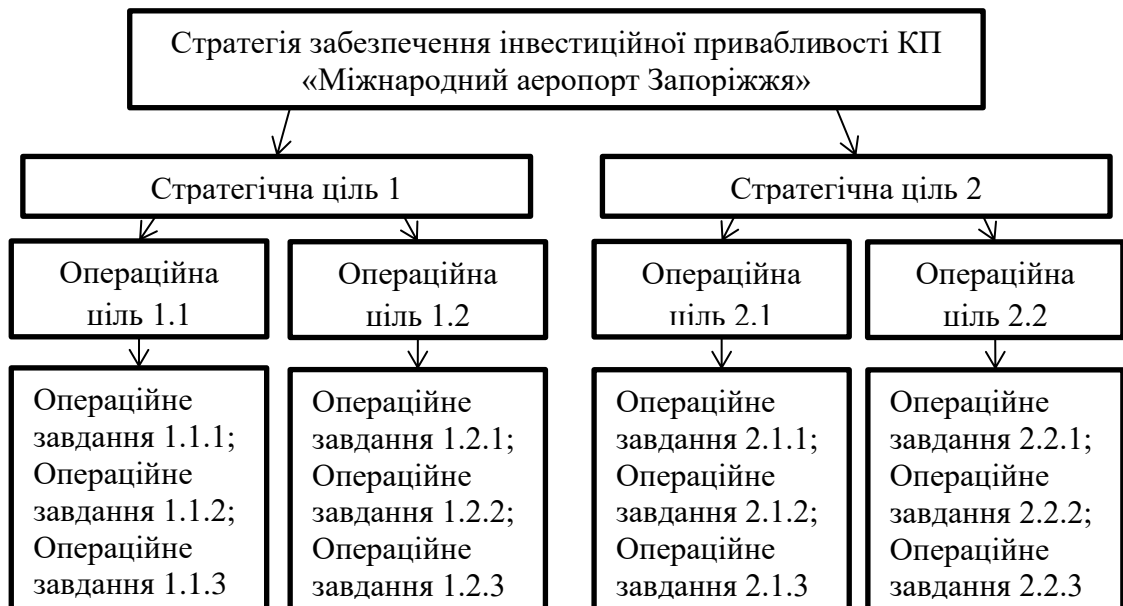 Стратегія забезпечення інвестиційної привабливості КП
«Міжнародний аеропорт Запоріжжя»
Стратегічна ціль 1
Стратегічна ціль 2
Операційна
ціль 1.1
Операційна
ціль 1.2
Операційна
ціль 2.1
Операційна
ціль 2.2
Операційне
завдання 1.1.1;
Операційне
завдання 1.1.2;
Операційне
завдання 1.1.3
Операційне
завдання 1.2.1;
Операційне
завдання 1.2.2;
Операційне
завдання 1.2.3
Операційне
завдання 2.1.1;
Операційне
завдання 2.1.2;
Операційне
завдання 2.1.3
Операційне
завдання 2.2.1;
Операційне
завдання 2.2.2;
Операційне
завдання 2.2.3